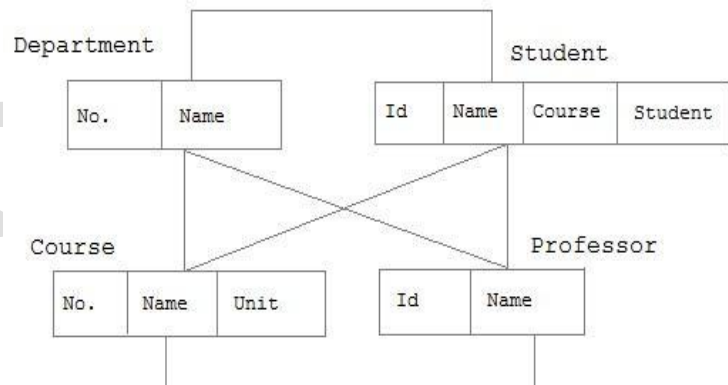 Department
Student
No. Name
Id Name Course Student
Course
Professor
No. Name Unit
Id Name